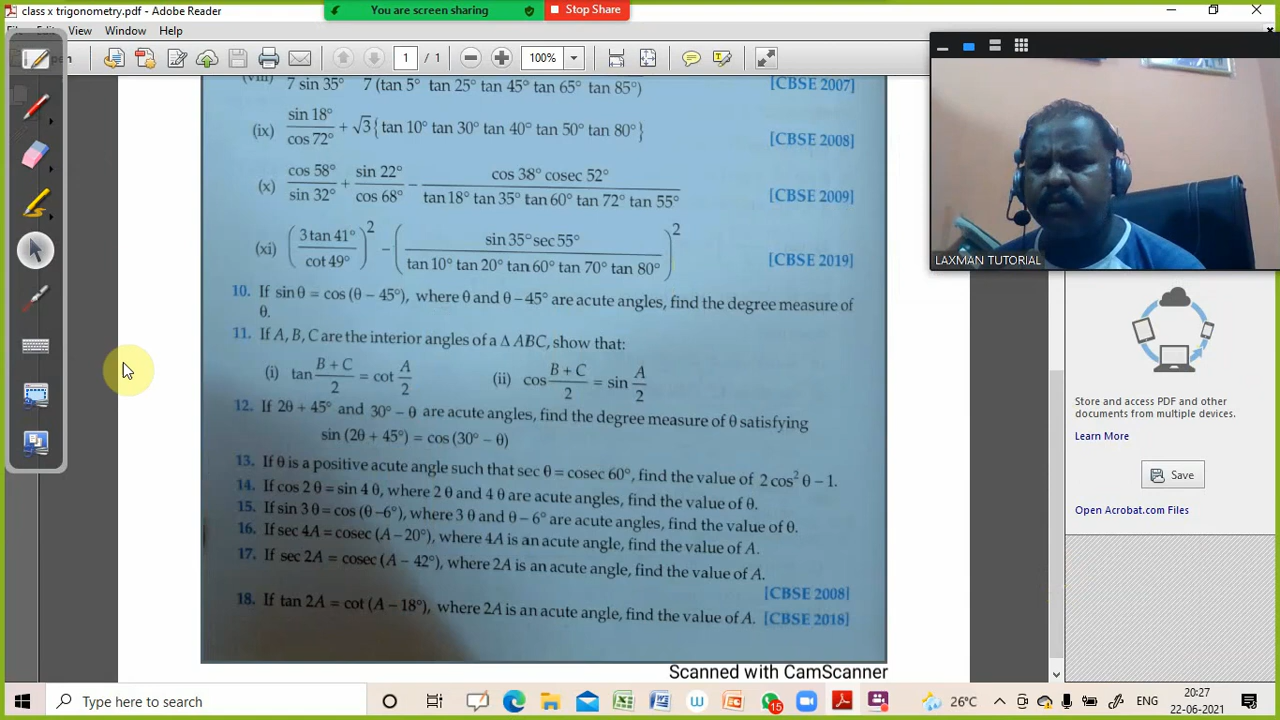 class x trigonometry.pdf - Adobe Reader
You are screen sharing
Stop Share
View Window Help
1 / 1
100%
7 sin 35° 7 (tan 5° tan 25° tan 45° tan 65° tan 85°) [CBSE 2007]
(ix) sin 18°/cos 72° + √3{tan 10° tan 30° tan 40° tan 50° tan 80°} [CBSE 2008]
(x) cos 58°/sin 32° + sin 22°/cos 68° − cos 38° cosec 52°/tan 18° tan 35° tan 60° tan 72° tan 55° [CBSE 2009]
(xi) (3 tan 41°/cot 49°)² − (sin 35° sec 55°/tan 10° tan 20° tan 60° tan 70° tan 80°)² [CBSE 2019]
10. If sin θ = cos (θ − 45°), where θ and θ − 45° are acute angles, find the degree measure of
θ.
11. If A, B, C are the interior angles of a Δ ABC, show that:
(i) tan B + C/2 = cot A/2 (ii) cos B + C/2 = sin A/2
12. If 2θ + 45° and 30° − θ are acute angles, find the degree measure of θ satisfying
sin (2θ + 45°) = cos (30° − θ)
13. If θ is a positive acute angle such that sec θ = cosec 60°, find the value of 2 cos² θ − 1.
14. If cos 2 θ = sin 4 θ, where 2 θ and 4 θ are acute angles, find the value of θ.
15. If sin 3 θ = cos (θ −6°), where 3 θ and θ − 6° are acute angles, find the value of θ.
16. If sec 4A = cosec (A − 20°), where 4A is an acute angle, find the value of A.
17. If sec 2A = cosec (A − 42°), where 2A is an acute angle, find the value of A.
[CBSE 2008]
18. If tan 2A = cot (A − 18°), where 2A is an acute angle, find the value of A. [CBSE 2018]
Scanned with CamScanner
LAXMAN TUTORIAL
Store and access PDF and other
documents from multiple devices.
Learn More
Save
Open Acrobat.com Files
Type here to search
15
26°C
ENG
20:27
22-06-2021